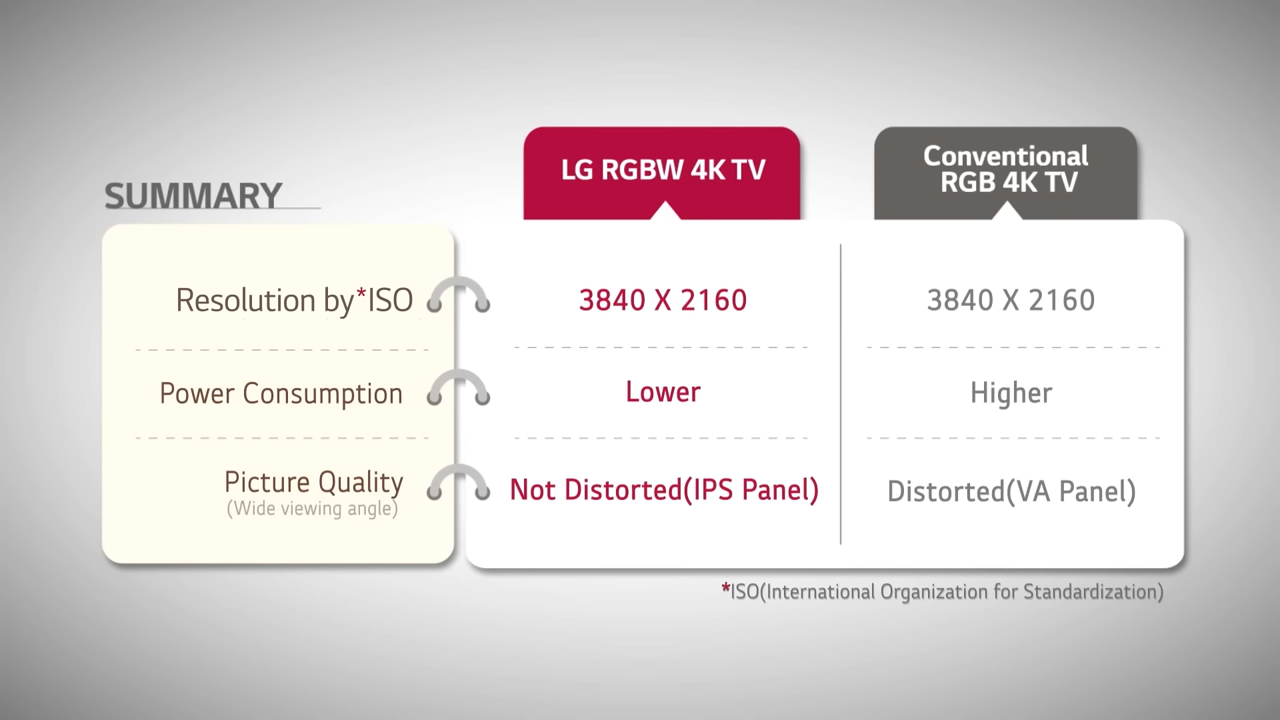 LG RGBW 4K TV
Conventional
RGB 4K TV
SUMMARY
Resolution by*ISO
3840 X 2160
3840 X 2160
Power Consumption
Lower
Higher
Picture Quality
(Wide viewing angle)
Not Distorted(IPS Panel)
Distorted(VA Panel)
*ISO(International Organization for Standardization)